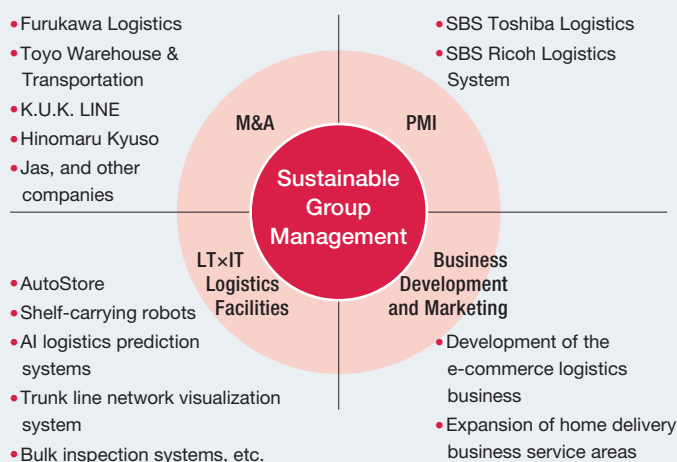 • Furukawa Logistics
• Toyo Warehouse &
Transportation
• K.U.K. LINE
• Hinomaru Kyuso
• Jas, and other
companies
• SBS Toshiba Logistics
• SBS Ricoh Logistics
System
M&A
PMI
Sustainable
Group
Management
LT×IT
Logistics
Facilities
Business
Development
and Marketing
• AutoStore
• Shelf-carrying robots
• AI logistics prediction
systems
• Trunk line network visualization
system
• Bulk inspection systems, etc.
• Development of the
e-commerce logistics
business
• Expansion of home delivery
business service areas